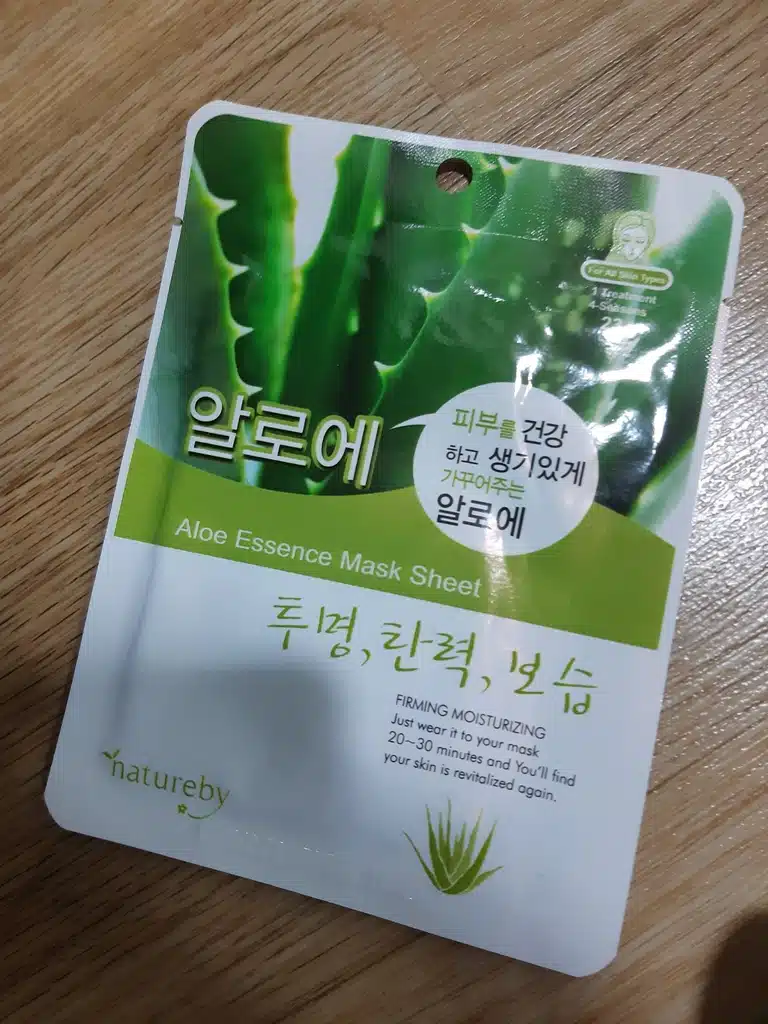 For All Skin Types
1 Treatment
4-Seasons
알로에
피부를 건강
하고 생기있게
가꾸어주는
알로에
Aloe Essence Mask Sheet
투명, 탄력, 보습
FIRMING MOISTURIZING
Just wear it to your mask
20~30 minutes and You'll find
your skin is revitalized again.
natureby